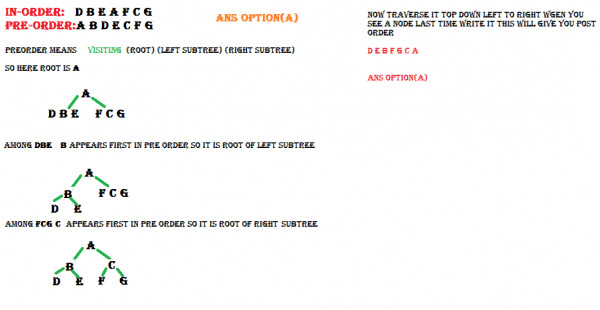 IN-ORDER: D B E A F C G
PRE-ORDER:A B D E C F G
ANS OPTION(A)
PREORDER MEANS VISITING (ROOT) (LEFT SUBTREE) (RIGHT SUBTREE)
SO HERE ROOT IS A
A
D B E F C G
AMONG DBE B APPEARS FIRST IN PRE ORDER SO IT IS ROOT OF LEFT SUBTREE
A
B F C G
D E
AMONG FCG C APPEARS FIRST IN PRE ORDER SO IT IS ROOT OF RIGHT SUBTREE
A
B C
D E F G
NOW TRAVERSE IT TOP DOWN LEFT TO RIGHT WGEN YOU
SEE A NODE LAST TIME WRITE IT THIS WILL GIVE YOU POST
ORDER
D E B F G C A
ANS OPTION(A)